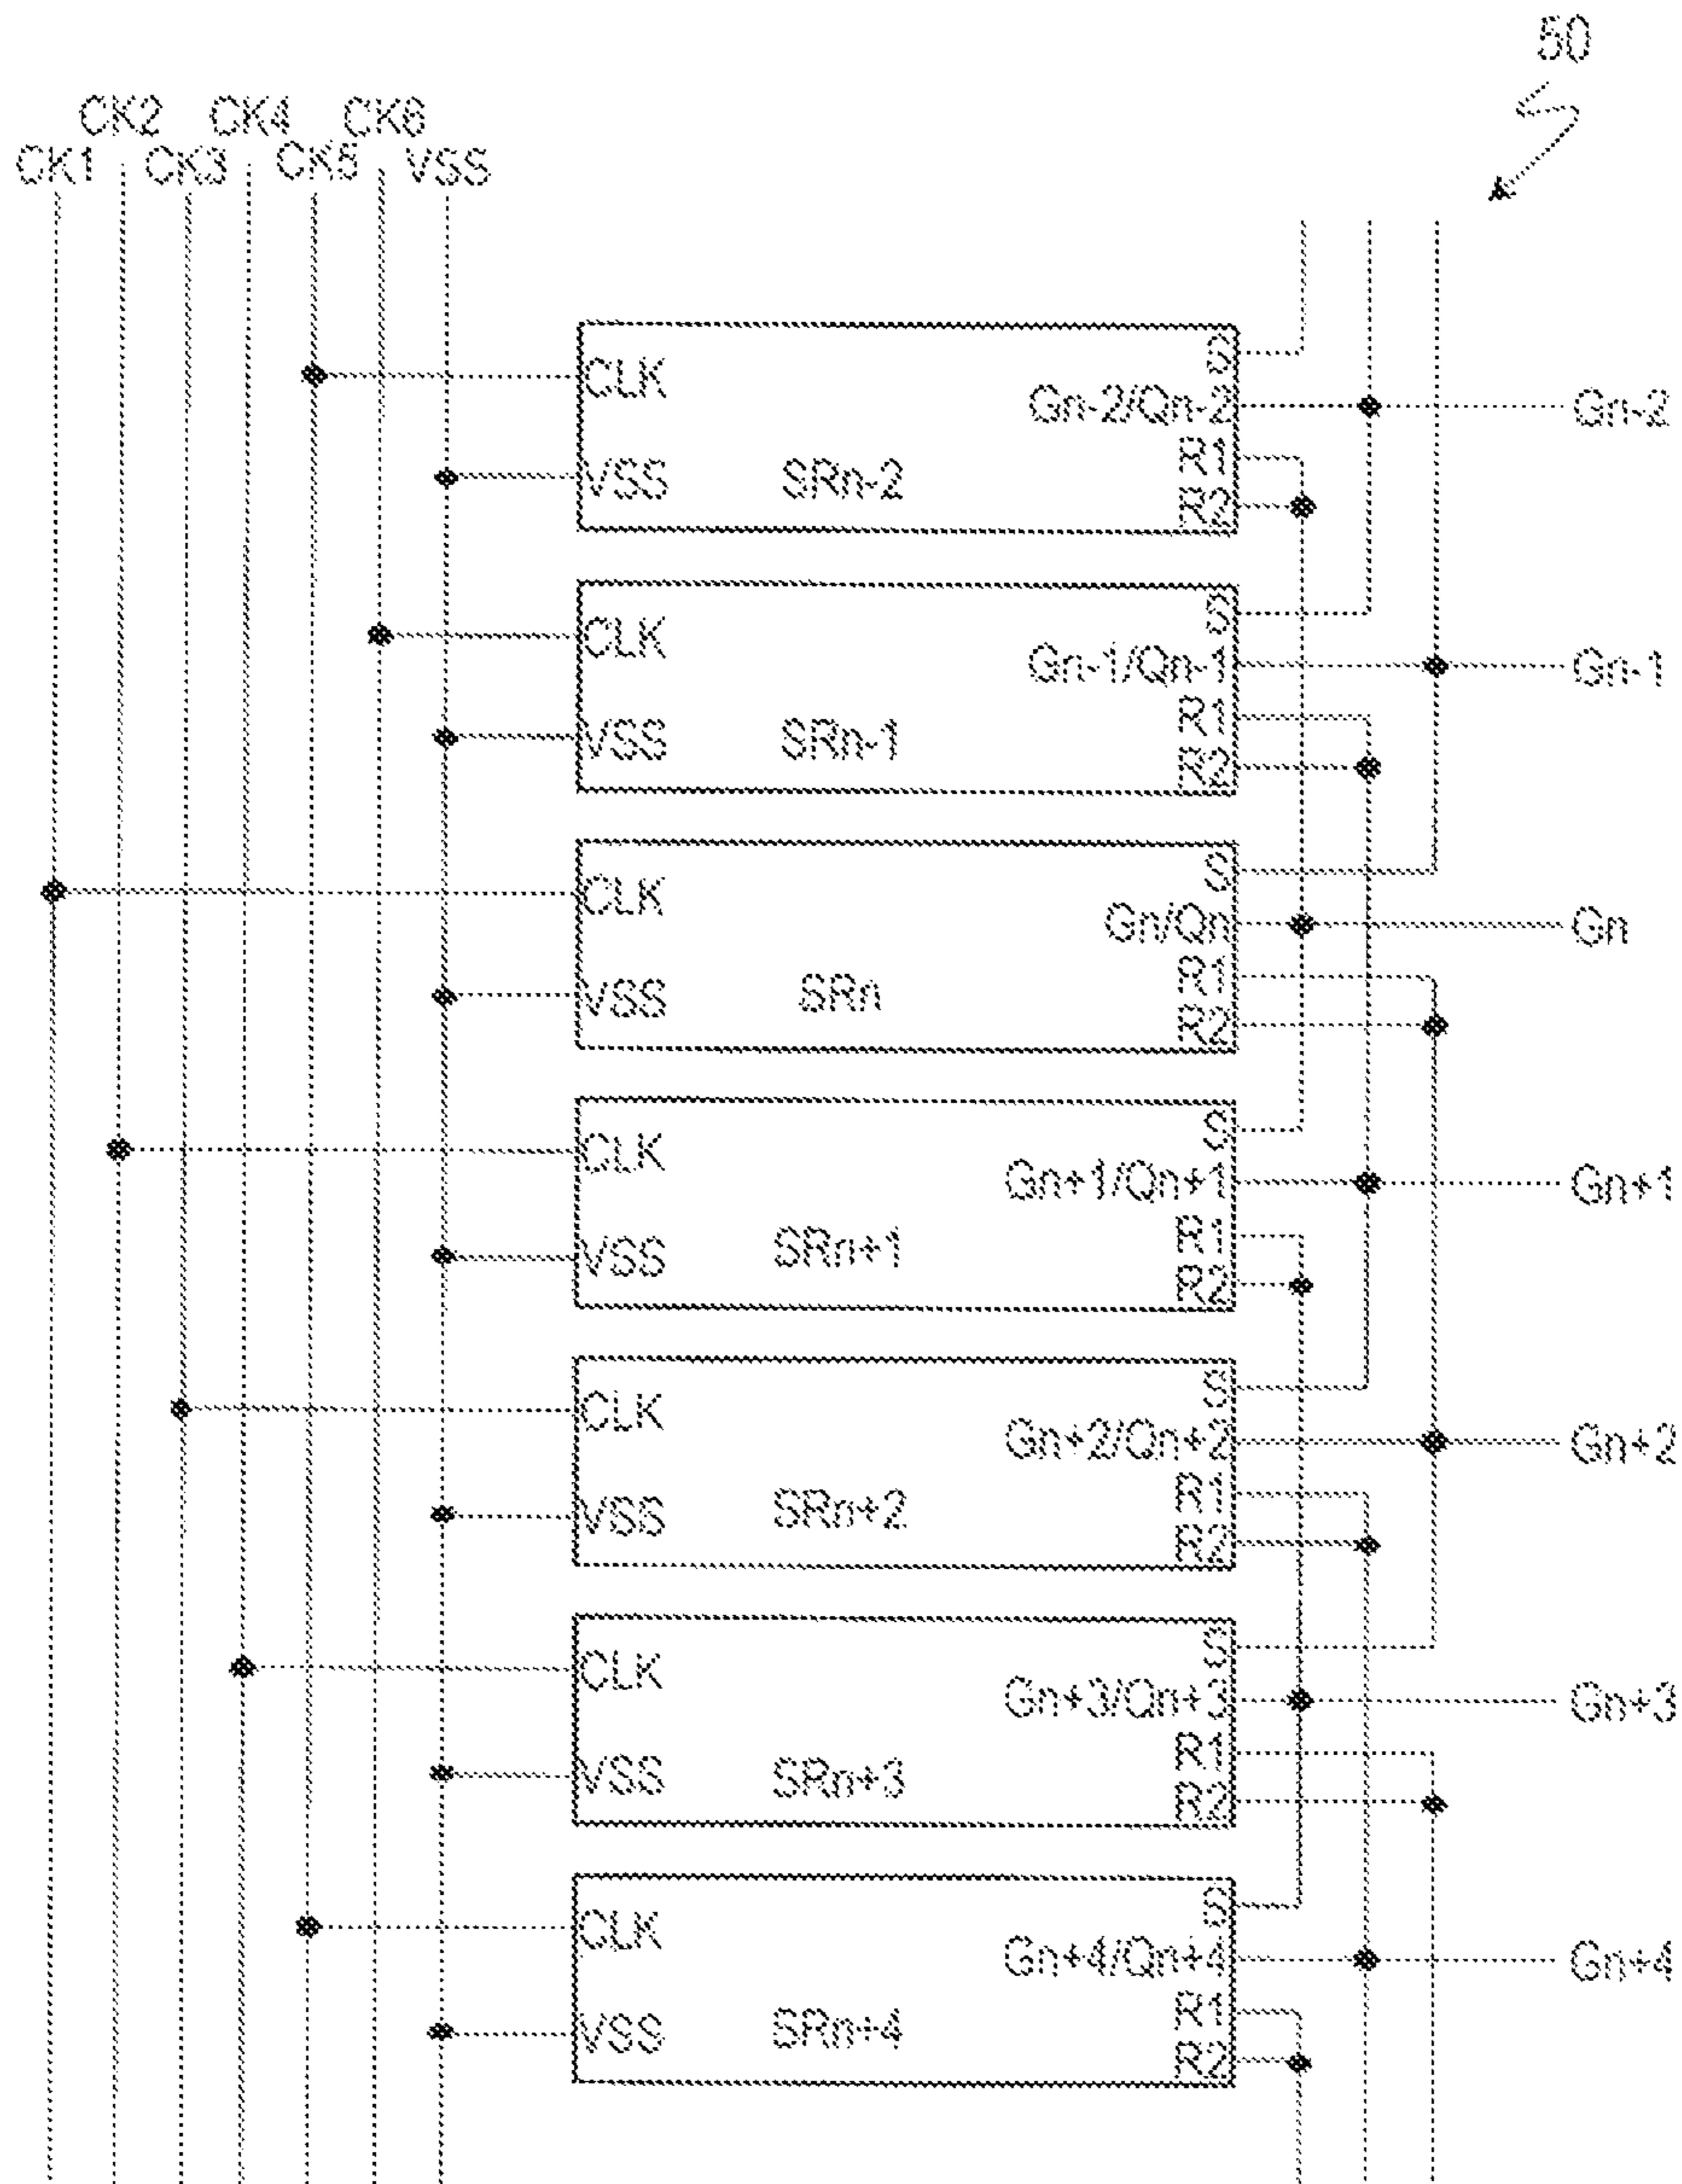 50
CK2 CK4 CK6
CK1 CK3 CK5 VSS
S
CLK
Gn-2/Qn-2 Gn-2
R1
VSS SRn-2
R2
S
CLK
Gn-1/Qn-1 Gn-1
R1
VSS SRn-1
R2
S
CLK
Gn/Qn Gn
R1
VSS SRn
R2
S
CLK
Gn+1/Qn+1 Gn+1
R1
VSS SRn+1
R2
S
CLK
Gn+2/Qn+2 Gn+2
R1
VSS SRn+2
R2
S
CLK
Gn+3/Qn+3 Gn+3
R1
VSS SRn+3
R2
S
CLK
Gn+4/Qn+4 Gn+4
R1
VSS SRn+4
R2